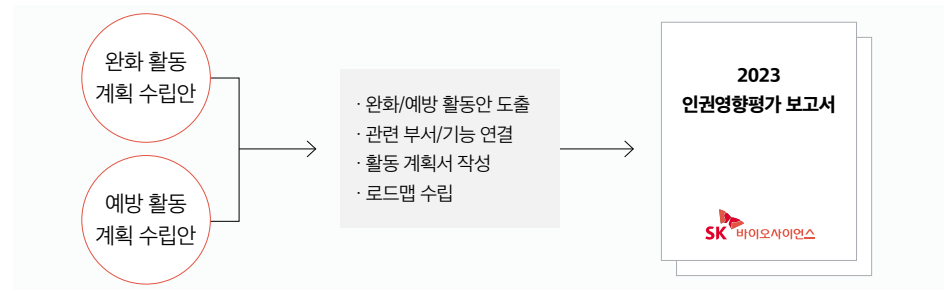 완화 활동
계획 수립안
예방 활동
계획 수립안
· 완화/예방 활동안 도출
· 관련 부서/기능 연결
· 활동 계획서 작성
· 로드맵 수립
2023
인권영향평가 보고서
SK 바이오사이언스